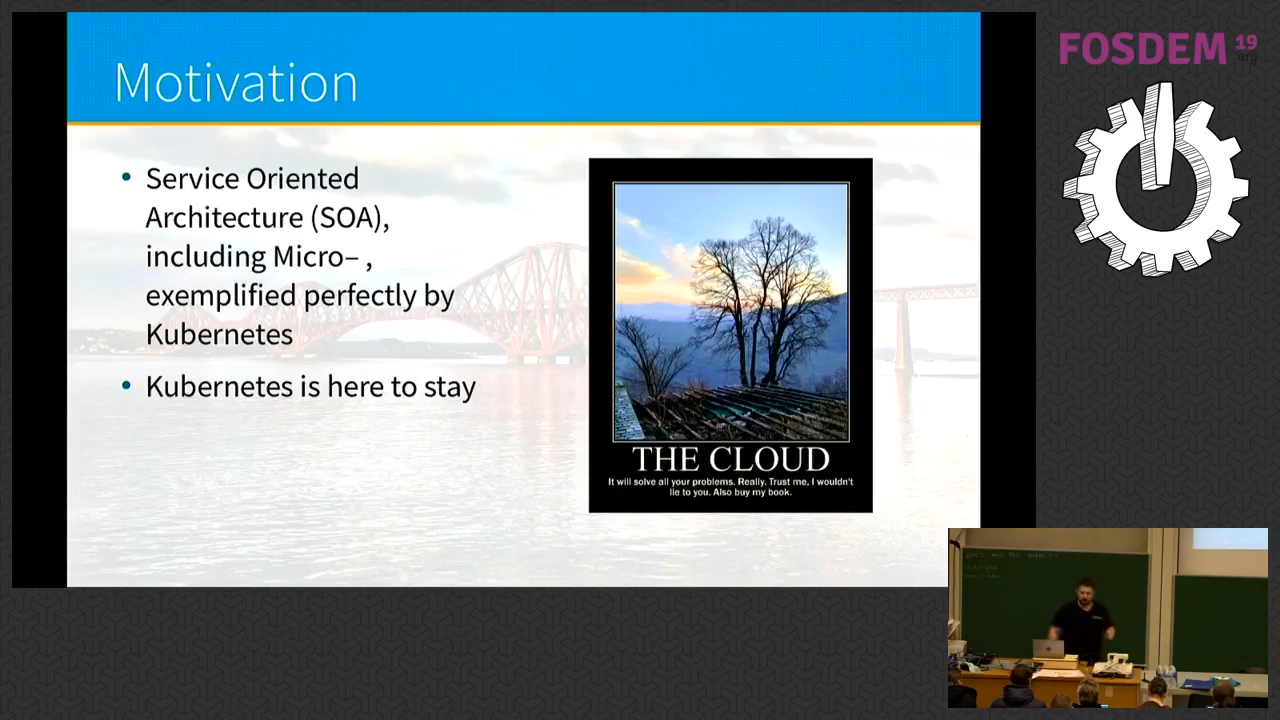 Motivation
• Service Oriented
Architecture (SOA),
including Micro– ,
exemplified perfectly by
Kubernetes
• Kubernetes is here to stay
THE CLOUD
It will solve all your problems. Really. Trust me, I wouldn't
lie to you. Also buy my book.
FOSDEM 19
.org